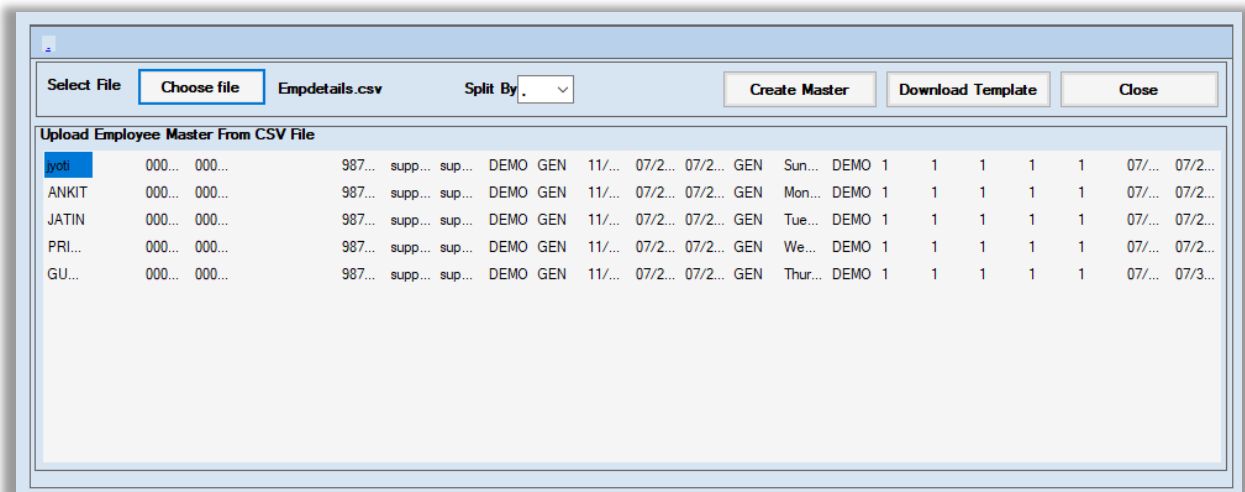 .
Select File Choose file Empdetails.csv Split By . Create Master Download Template Close
Upload Employee Master From CSV File
jyoti 000... 000... 987... supp... sup... DEMO GEN 11/... 07/2... 07/2... GEN Sun... DEMO 1 1 1 1 1 07/... 07/2...
ANKIT 000... 000... 987... supp... sup... DEMO GEN 11/... 07/2... 07/2... GEN Mon... DEMO 1 1 1 1 1 07/... 07/2...
JATIN 000... 000... 987... supp... sup... DEMO GEN 11/... 07/2... 07/2... GEN Tue... DEMO 1 1 1 1 1 07/... 07/2...
PRI... 000... 000... 987... supp... sup... DEMO GEN 11/... 07/2... 07/2... GEN We... DEMO 1 1 1 1 1 07/... 07/2...
GU... 000... 000... 987... supp... sup... DEMO GEN 11/... 07/2... 07/2... GEN Thur... DEMO 1 1 1 1 1 07/... 07/3...